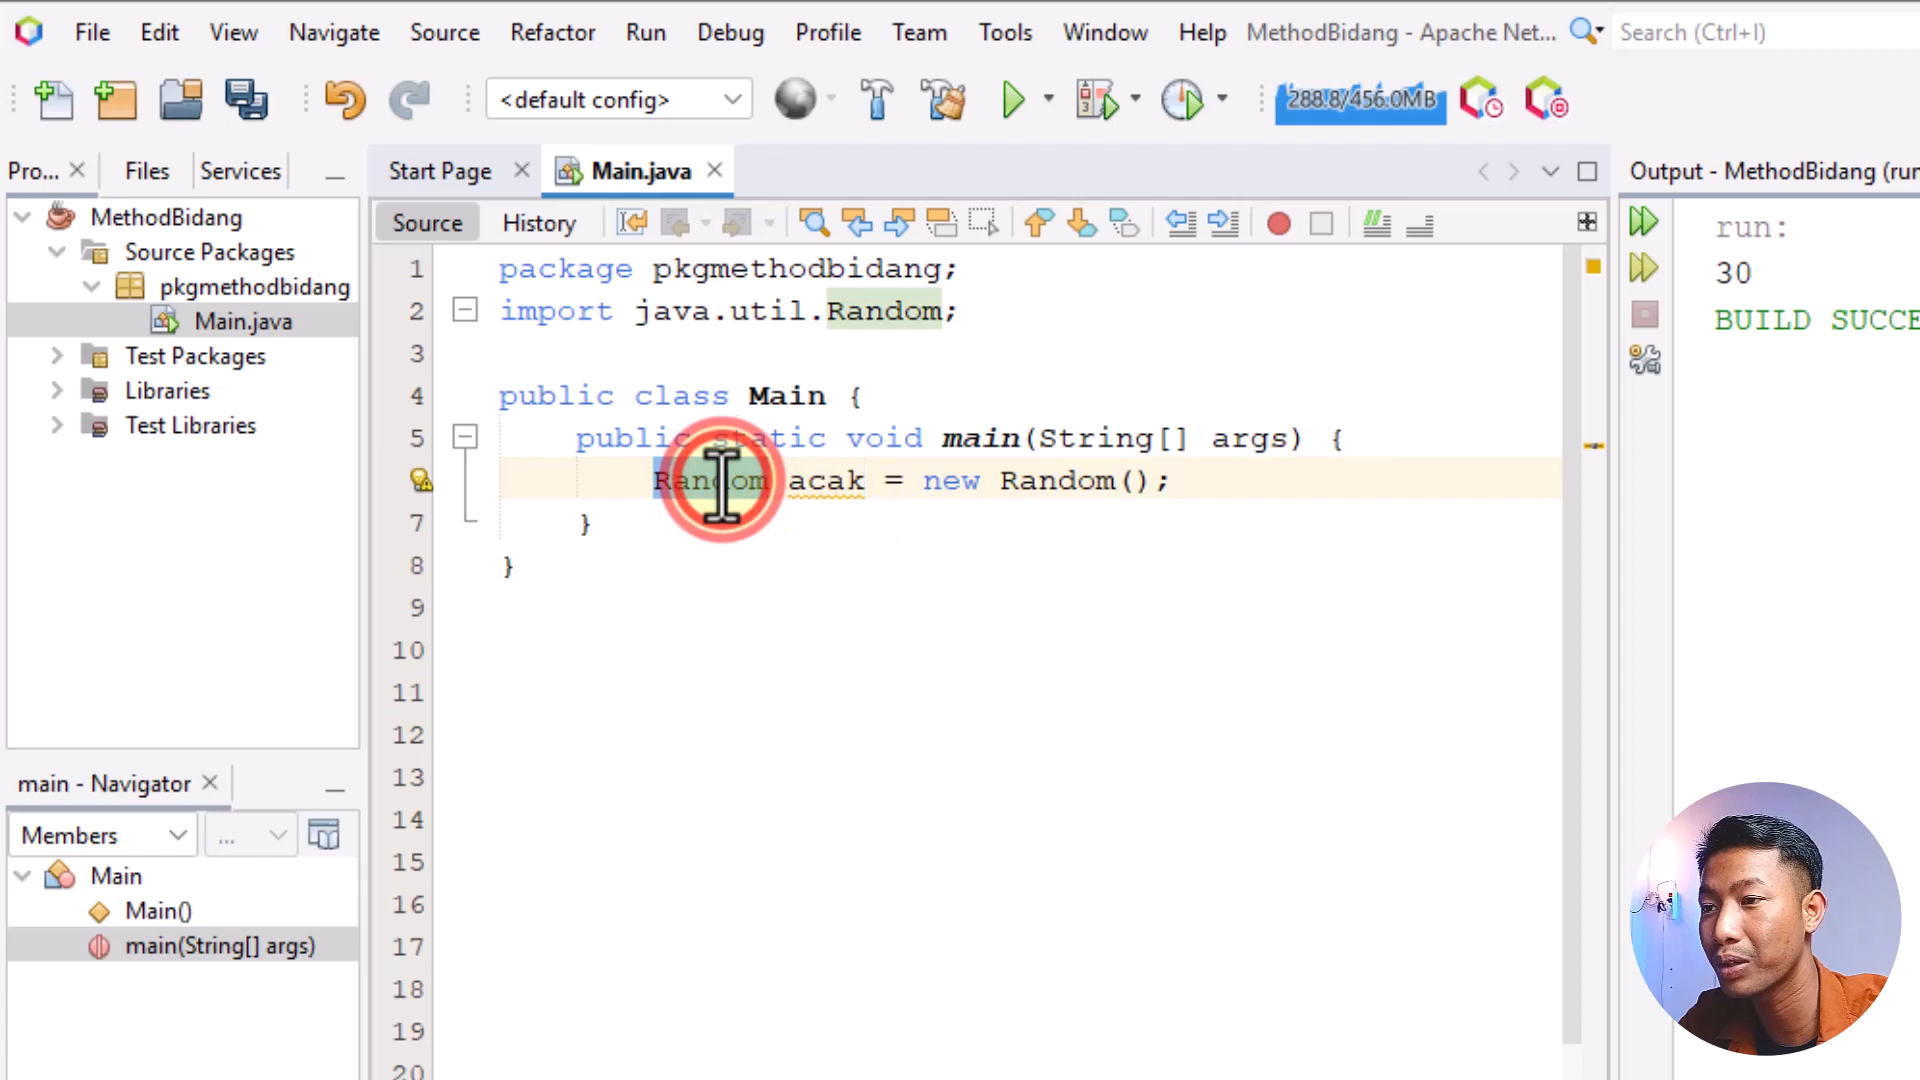 File Edit View Navigate Source Refactor Run Debug Profile Team Tools Window Help MethodBidang - Apache Net... Search (Ctrl+I)
<default config> 288.8/456.0MB
Pro... Files Services Start Page Main.java Output - MethodBidang (run
Source History
MethodBidang
Source Packages
pkgmethodbidang
Main.java
Test Packages
Libraries
Test Libraries
main - Navigator
Members ...
Main
Main()
main(String[] args)
1 package pkgmethodbidang;
2 import java.util.Random;
3
4 public class Main {
5 public static void main(String[] args) {
Random acak = new Random();
7 }
8 }
9
10
11
12
13
14
15
16
17
18
19
20
run:
30
BUILD SUCCE